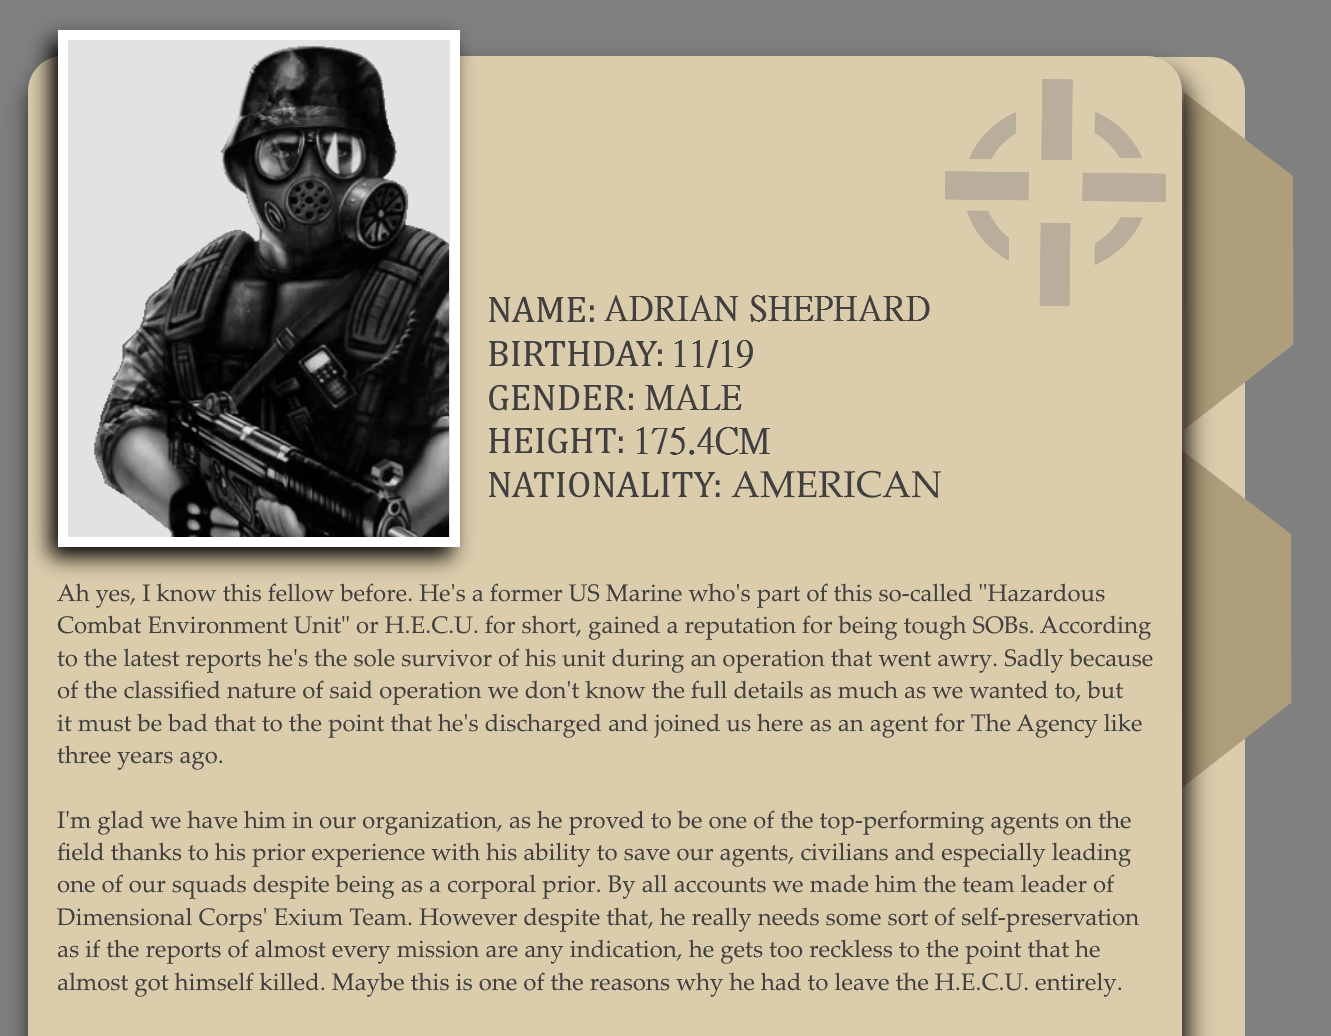 NAME: ADRIAN SHEPHARD
BIRTHDAY: 11/19
GENDER: MALE
HEIGHT: 175.4CM
NATIONALITY: AMERICAN
Ah yes, I know this fellow before. He's a former US Marine who's part of this so-called "Hazardous
Combat Environment Unit" or H.E.C.U. for short, gained a reputation for being tough SOBs. According
to the latest reports he's the sole survivor of his unit during an operation that went awry. Sadly because
of the classified nature of said operation we don't know the full details as much as we wanted to, but
it must be bad that to the point that he's discharged and joined us here as an agent for The Agency like
three years ago.
I'm glad we have him in our organization, as he proved to be one of the top-performing agents on the
field thanks to his prior experience with his ability to save our agents, civilians and especially leading
one of our squads despite being as a corporal prior. By all accounts we made him the team leader of
Dimensional Corps' Exium Team. However despite that, he really needs some sort of self-preservation
as if the reports of almost every mission are any indication, he gets too reckless to the point that he
almost got himself killed. Maybe this is one of the reasons why he had to leave the H.E.C.U. entirely.